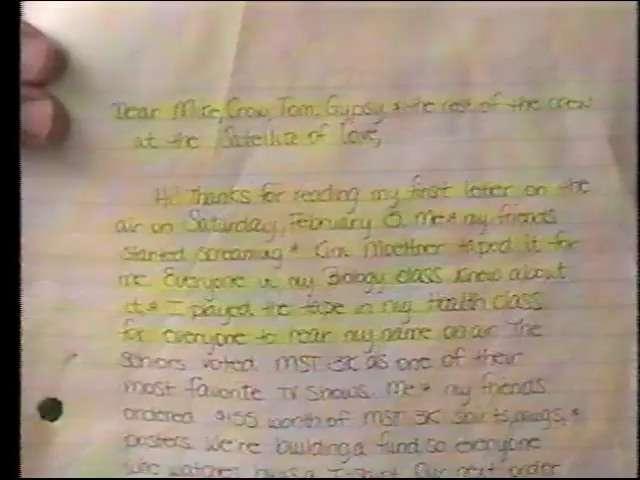 Dear Mike, Crow, Tom, Gypsy & the rest of the crew
at the Satellite of Love,
Hi! Thanks for reading my first letter on the
air on Saturday, February 6. Me & my friends
started screaming & Kim Moettner taped it for
me. Everyone in my Biology class knew about
it & I played the tape in my Health class
for everyone to hear my name on air. The
seniors voted MST 3K as one of their
most favorite TV shows. Me & my friends
ordered $155 worth of MST 3K shirts, mugs, &
posters. We're building a fund so everyone
who watches has a T-shirt. Our next order